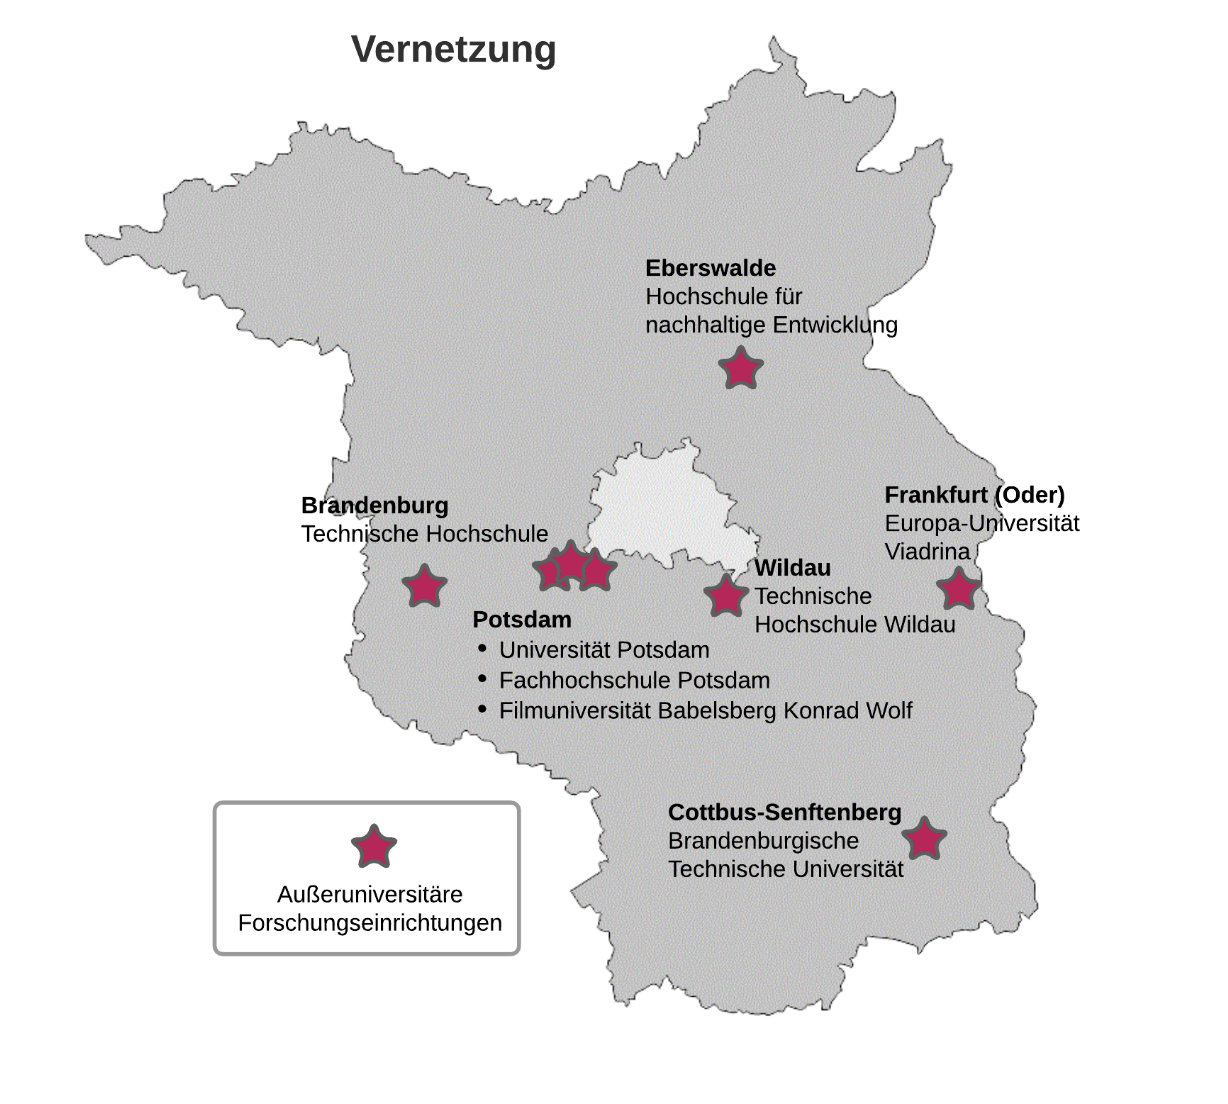 Vernetzung
Eberswalde
Hochschule für
nachhaltige Entwicklung
Brandenburg
Technische Hochschule
Frankfurt (Oder)
Europa-Universität
Viadrina
Wildau
Technische
Hochschule Wildau
Potsdam
• Universität Potsdam
• Fachhochschule Potsdam
• Filmuniversität Babelsberg Konrad Wolf
Cottbus-Senftenberg
Brandenburgische
Technische Universität
Außeruniversitäre
Forschungseinrichtungen